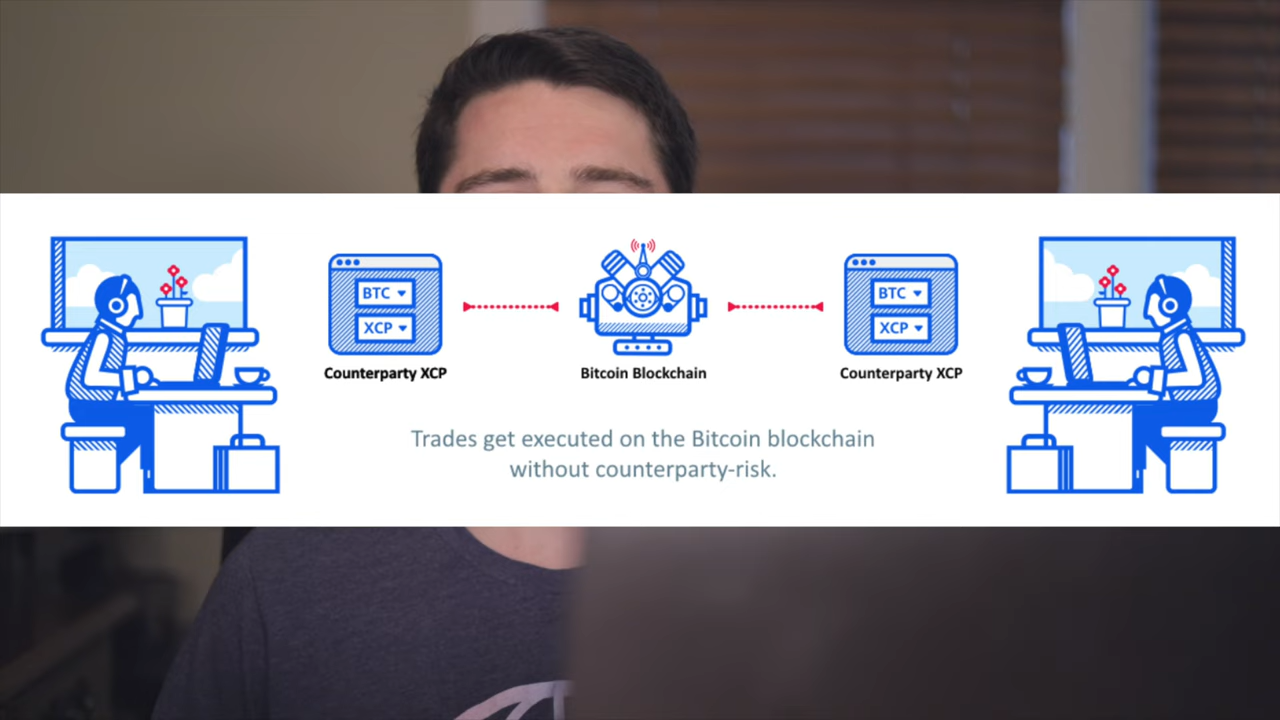 BTC
XCP
Counterparty XCP
Bitcoin Blockchain
BTC
XCP
Counterparty XCP
Trades get executed on the Bitcoin blockchain
without counterparty-risk.